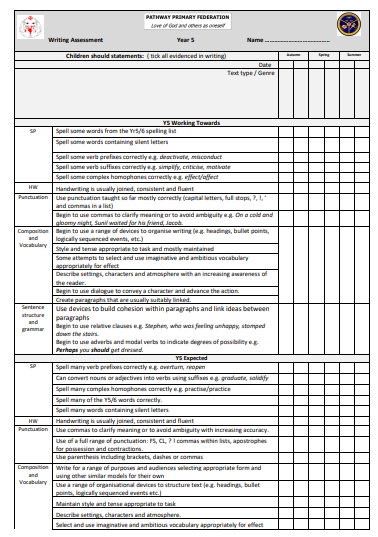 PATHWAY PRIMARY FEDERATION
Love of God and others as oneself
Writing Assessment Year 5 Name ………………………………
Children should statements: ( tick all evidenced in writing) Autumn Spring Summer
Date
Text type / Genre
Y5 Working Towards
SP Spell some words from the Yr5/6 spelling list
Spell some words containing silent letters
Spell some verb prefixes correctly e.g. deactivate, misconduct
Spell some verb suffixes correctly e.g. simplify, criticise, motivate
Spell some complex homophones correctly e.g. effect/affect
HW Handwriting is usually joined, consistent and fluent
Punctuation Use punctuation taught so far mostly correctly (capital letters, full stops, ?, !, '
and commas in a list)
Begin to use commas to clarify meaning or to avoid ambiguity e.g. On a cold and
gloomy night, Sunil waited for his friend, Jacob.
Composition and Vocabulary Begin to use a range of devices to organise writing (e.g. headings, bullet points,
logically sequenced events, etc.)
Style and tense appropriate to task and mostly maintained
Some attempts to select and use imaginative and ambitious vocabulary
appropriately for effect
Describe settings, characters and atmosphere with an increasing awareness of
the reader.
Begin to use dialogue to convey a character and advance the action.
Create paragraphs that are usually suitably linked.
Sentence structure and grammar Use devices to build cohesion within paragraphs and link ideas between
paragraphs
Begin to use relative clauses e.g. Stephen, who was feeling unhappy, stomped
down the stairs.
Begin to use adverbs and modal verbs to indicate degrees of possibility e.g.
Perhaps you should get dressed.
Y5 Expected
SP Spell many verb prefixes correctly e.g. overturn, reopen
Can convert nouns or adjectives into verbs using suffixes e.g. graduate, solidify
Spell many complex homophones correctly e.g. practise/practice
Spell many of the Y5/6 words correctly.
Spell many words containing silent letters
HW Handwriting is usually joined, consistent and fluent
Punctuation Use commas to clarify meaning or to avoid ambiguity with increasing accuracy.
Use of a full range of punctuation: FS, CL, ? ! commas within lists, apostrophes
for possession and contractions.
Use parenthesis including brackets, dashes or commas
Composition and Vocabulary Write for a range of purposes and audiences selecting appropriate form and
using other similar models for their own
Use a range of organisational devices to structure text (e.g. headings, bullet
points, logically sequenced events etc.)
Maintain style and tense appropriate to task
Describe settings, characters and atmosphere.
Select and use imaginative and ambitious vocabulary appropriately for effect